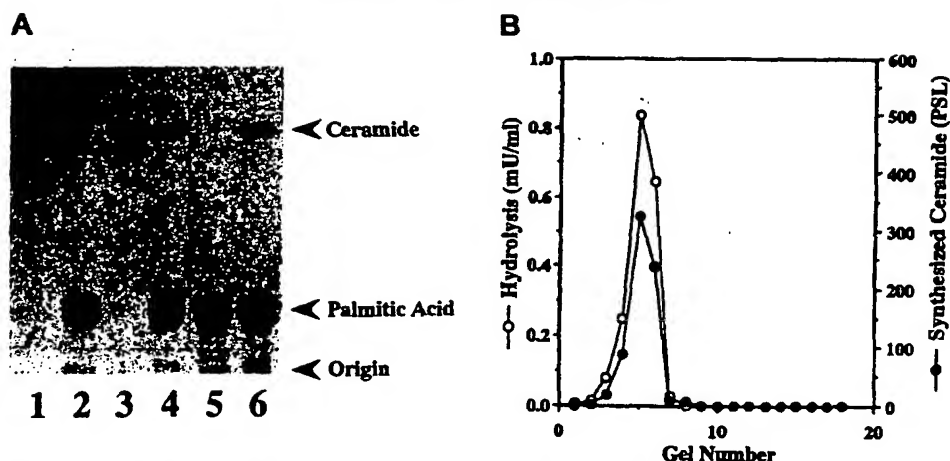 A
Ceramide
Palmitic Acid
Origin
1 2 3 4 5 6
B
Hydrolysis (mU/ml)
1.0
0.8
0.6
0.4
0.2
0.0
0 10 20
Gel Number
600
500
400
300
200
100
0
Synthesized Ceramide (PSL)